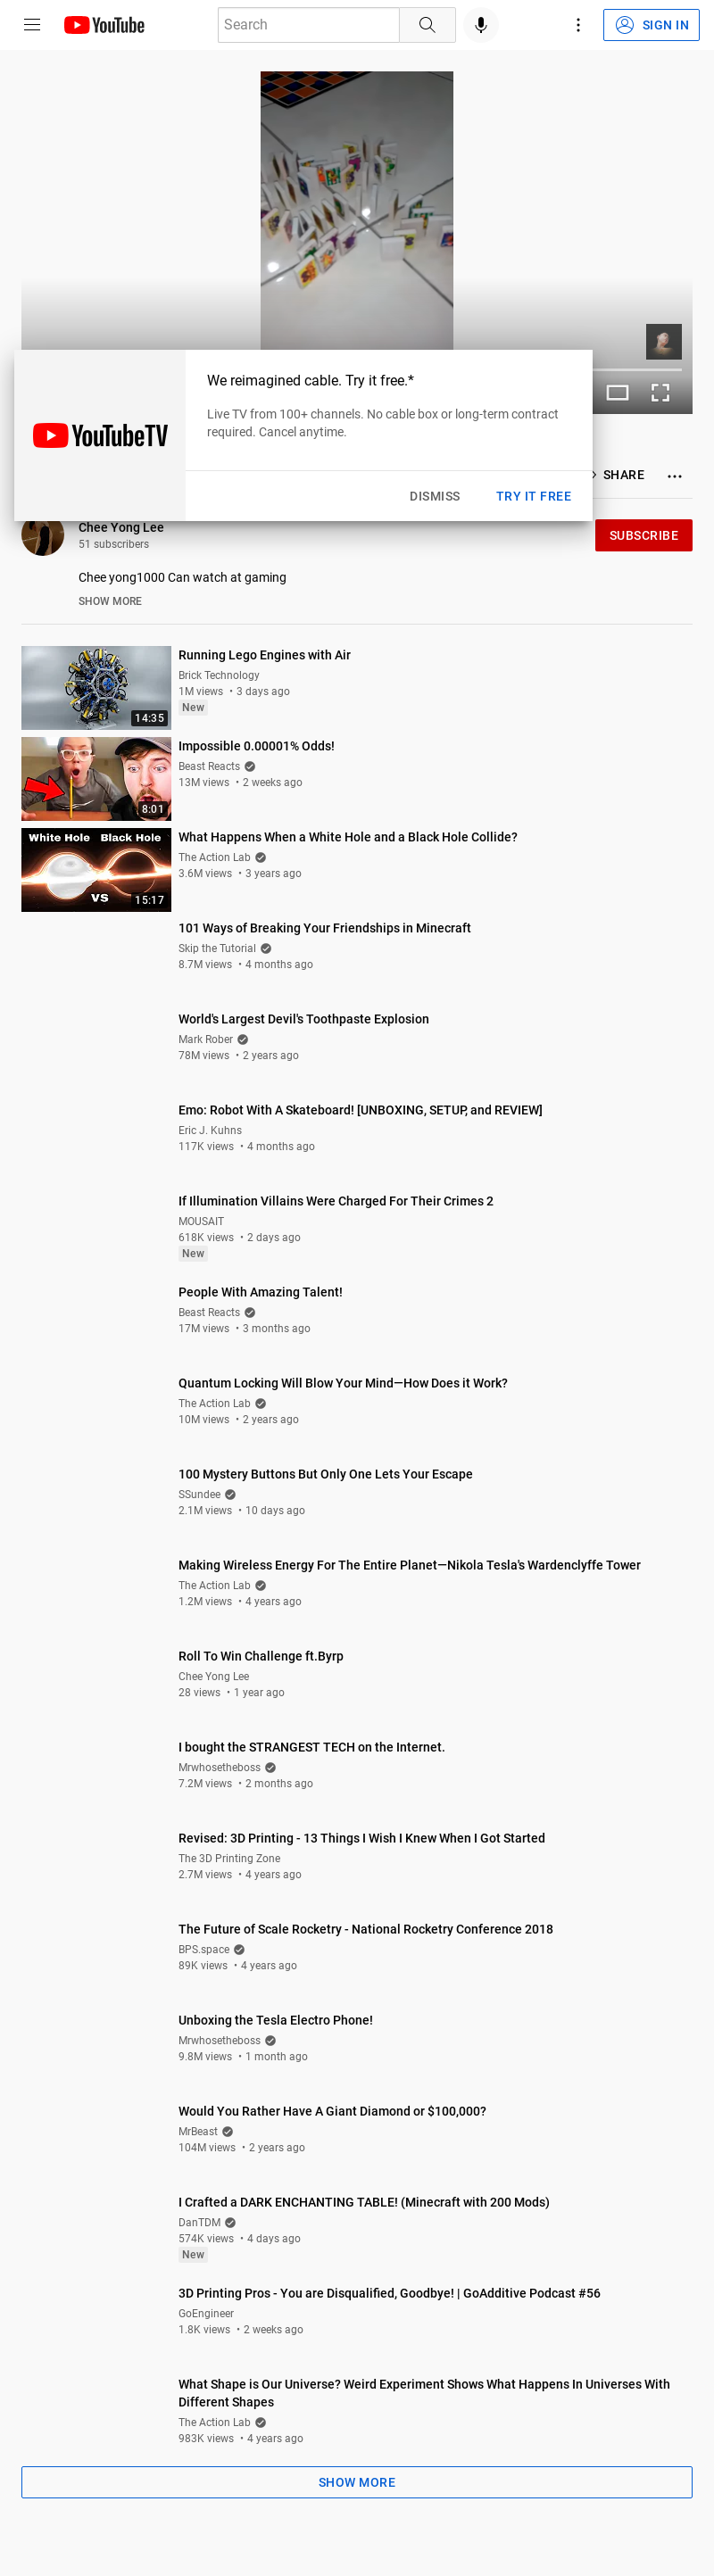 YouTube
Search
SIGN IN
We reimagined cable. Try it free.*
Live TV from 100+ channels. No cable box or long-term contract
required. Cancel anytime.
YouTubeTV
DISMISS
TRY IT FREE
SHARE
Chee Yong Lee
51 subscribers
SUBSCRIBE
Chee yong1000 Can watch at gaming
SHOW MORE
14:35
Running Lego Engines with Air
Brick Technology
1M views • 3 days ago
New
8:01
Impossible 0.00001% Odds!
Beast Reacts
13M views • 2 weeks ago
White Hole Black Hole
VS
15:17
What Happens When a White Hole and a Black Hole Collide?
The Action Lab
3.6M views • 3 years ago
101 Ways of Breaking Your Friendships in Minecraft
Skip the Tutorial
8.7M views • 4 months ago
World's Largest Devil's Toothpaste Explosion
Mark Rober
78M views • 2 years ago
Emo: Robot With A Skateboard! [UNBOXING, SETUP, and REVIEW]
Eric J. Kuhns
117K views • 4 months ago
If Illumination Villains Were Charged For Their Crimes 2
MOUSAIT
618K views • 2 days ago
New
People With Amazing Talent!
Beast Reacts
17M views • 3 months ago
Quantum Locking Will Blow Your Mind—How Does it Work?
The Action Lab
10M views • 2 years ago
100 Mystery Buttons But Only One Lets Your Escape
SSundee
2.1M views • 10 days ago
Making Wireless Energy For The Entire Planet—Nikola Tesla's Wardenclyffe Tower
The Action Lab
1.2M views • 4 years ago
Roll To Win Challenge ft.Byrp
Chee Yong Lee
28 views • 1 year ago
I bought the STRANGEST TECH on the Internet.
Mrwhosetheboss
7.2M views • 2 months ago
Revised: 3D Printing - 13 Things I Wish I Knew When I Got Started
The 3D Printing Zone
2.7M views • 4 years ago
The Future of Scale Rocketry - National Rocketry Conference 2018
BPS.space
89K views • 4 years ago
Unboxing the Tesla Electro Phone!
Mrwhosetheboss
9.8M views • 1 month ago
Would You Rather Have A Giant Diamond or $100,000?
MrBeast
104M views • 2 years ago
I Crafted a DARK ENCHANTING TABLE! (Minecraft with 200 Mods)
DanTDM
574K views • 4 days ago
New
3D Printing Pros - You are Disqualified, Goodbye! | GoAdditive Podcast #56
GoEngineer
1.8K views • 2 weeks ago
What Shape is Our Universe? Weird Experiment Shows What Happens In Universes With
Different Shapes
The Action Lab
983K views • 4 years ago
SHOW MORE